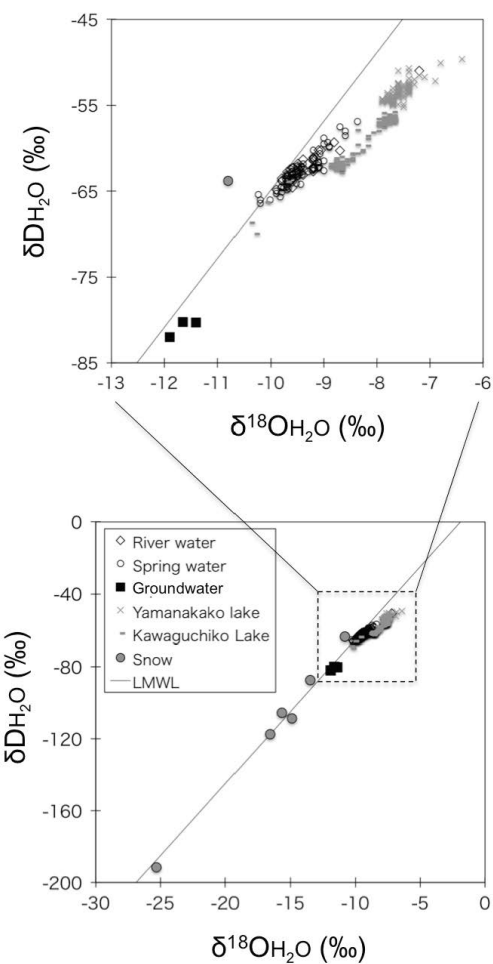 -45
-55
-65
-75
-85
δDH₂O (‰)
-13 -12 -11 -10 -9 -8 -7 -6
δ¹⁸OH₂O (‰)
0
-40
-80
-120
-160
-200
δDH₂O (‰)
River water
Spring water
Groundwater
Yamanakako lake
Kawaguchiko Lake
Snow
LMWL
-30 -25 -20 -15 -10 -5 0
δ¹⁸OH₂O (‰)